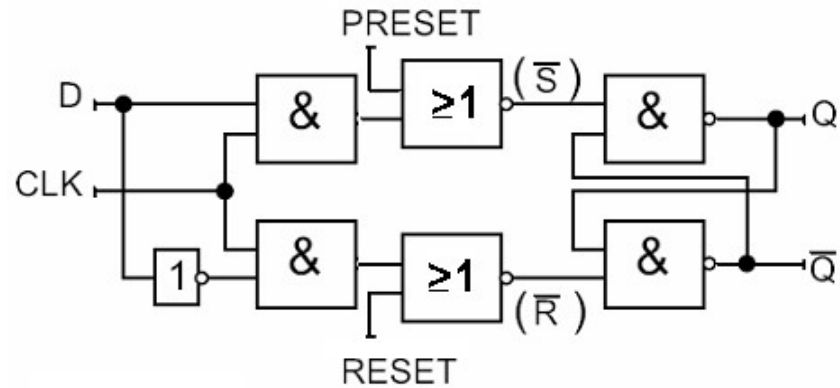 PRESET
(S̅)
D
&
≥1
&
Q
CLK
&
≥1
&
Q̅
1
(R̅)
RESET